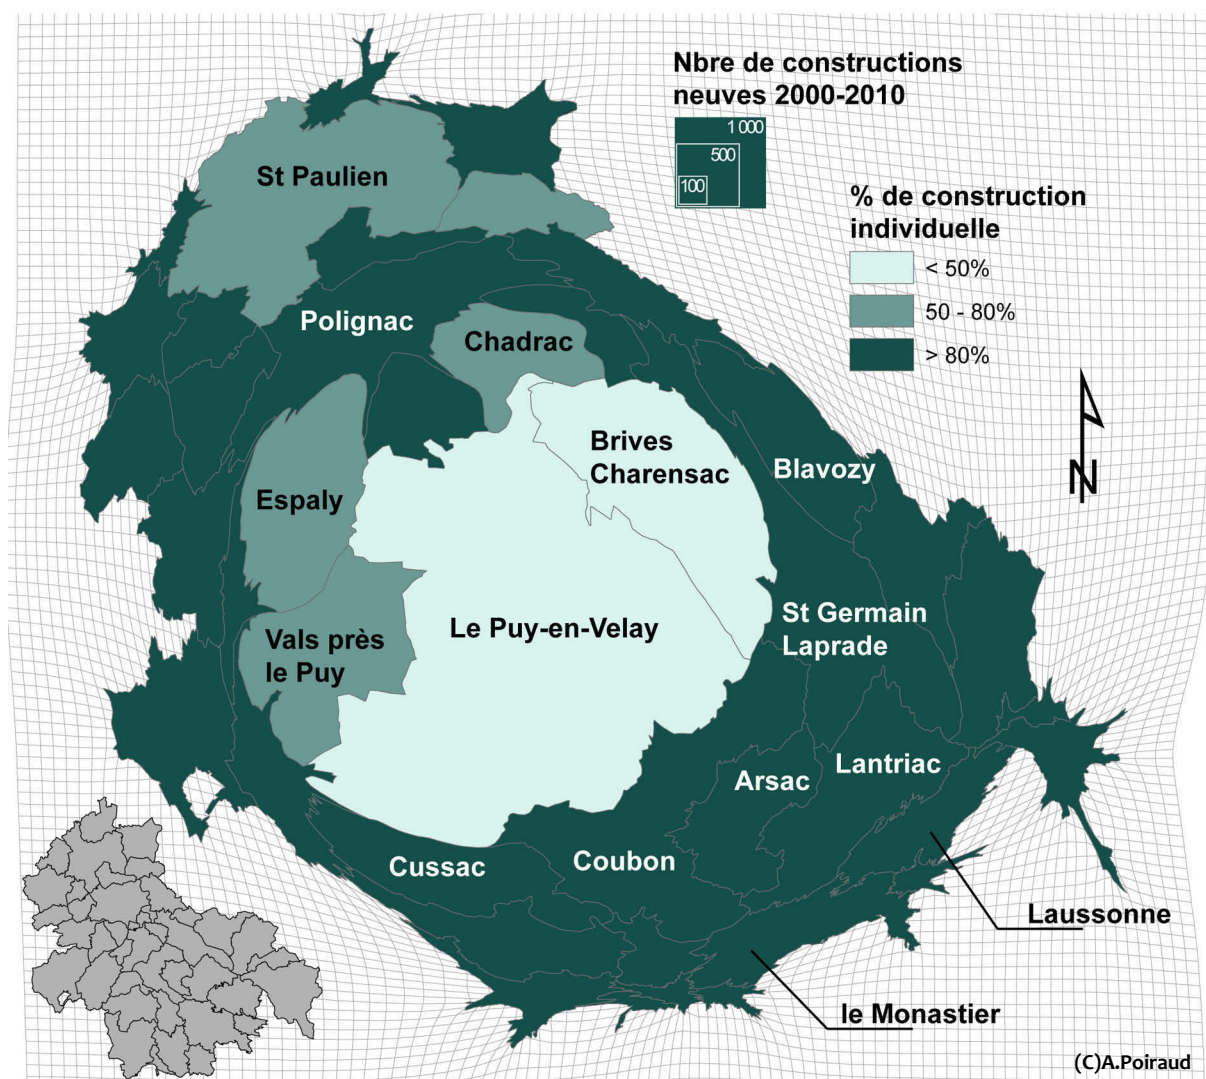 Nbre de constructions
neuves 2000-2010
1 000
500
100
% de construction
individuelle
< 50%
50 - 80%
> 80%
N
St Paulien
Polignac
Chadrac
Brives
Charensac
Blavozy
Espaly
Vals près
le Puy
Le Puy-en-Velay
St Germain
Laprade
Arsac
Lantriac
Cussac
Coubon
Laussonne
le Monastier
(C)A.Poiraud